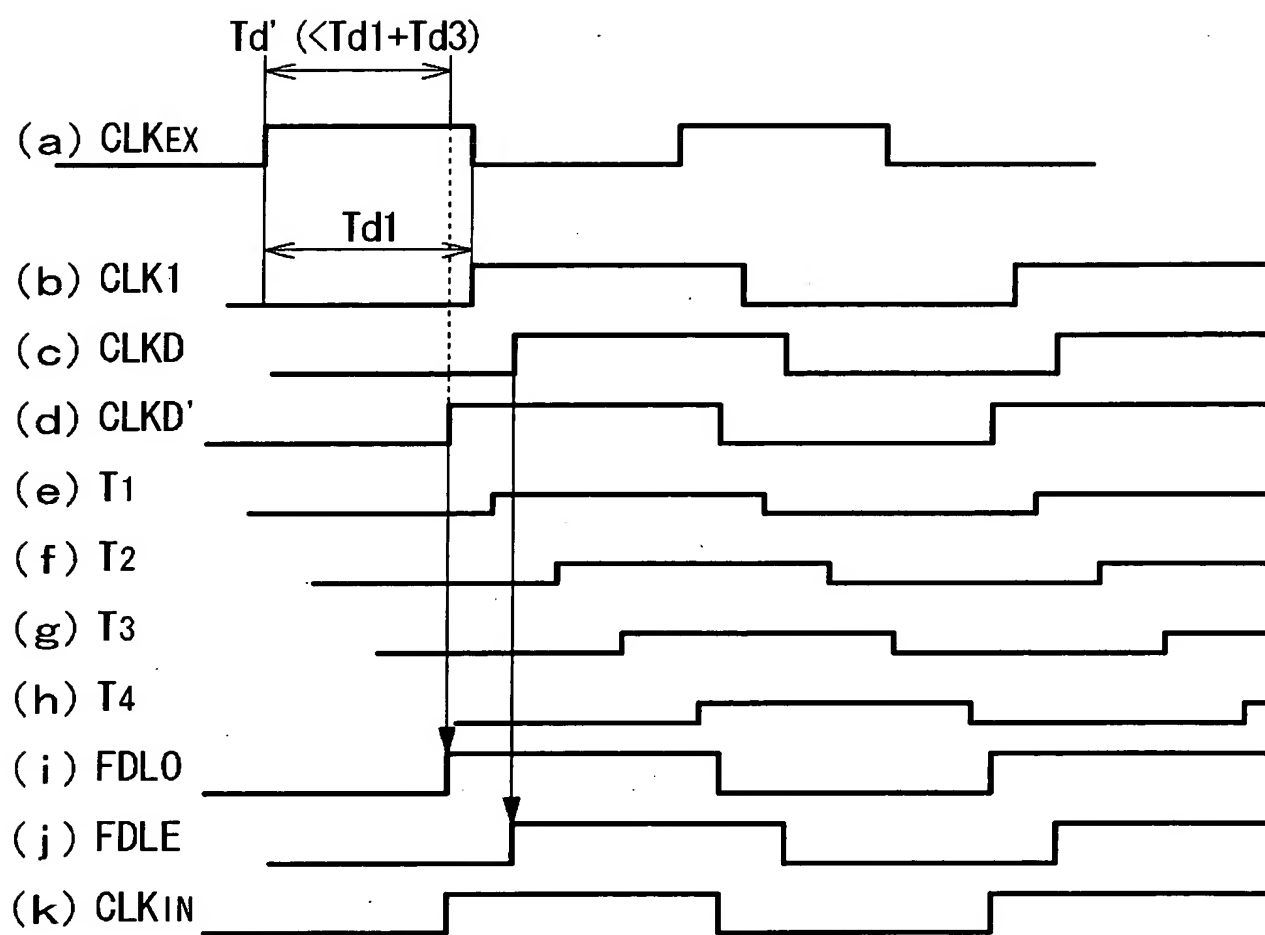 Td' (<Td1+Td3)
(a) CLKEX
Td1
(b) CLK1
(c) CLKD
(d) CLKD'
(e) T1
(f) T2
(g) T3
(h) T4
(i) FDLO
(j) FDLE
(k) CLKIN